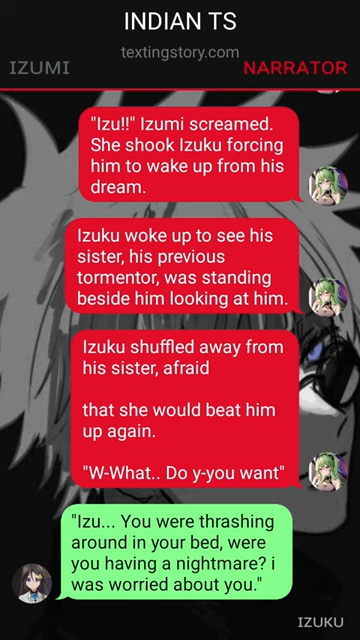 INDIAN TS
textingstory.com
IZUMI
NARRATOR
"Izu!!" Izumi screamed.
She shook Izuku forcing
him to wake up from his
dream.
Izuku woke up to see his
sister, his previous
tormentor, was standing
beside him looking at him.
Izuku shuffled away from
his sister, afraid
that she would beat him
up again.
"W-What.. Do y-you want"
"Izu... You were thrashing
around in your bed, were
you having a nightmare? i
was worried about you."
IZUKU